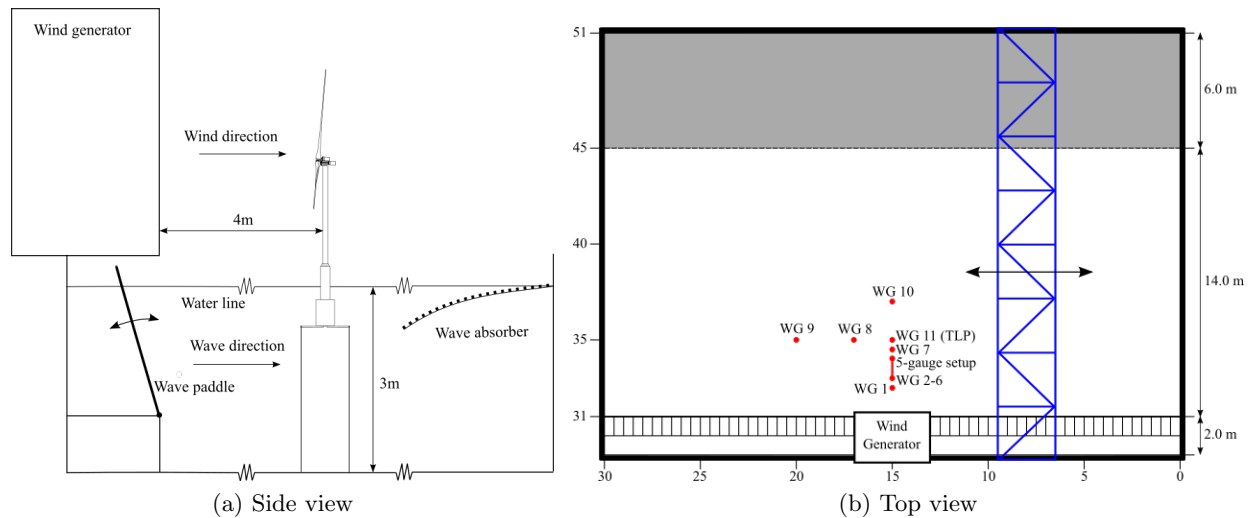 Wind generator
Wind direction
4m
Water line
Wave absorber
Wave direction
3m
Wave paddle
(a) Side view
51
6.0 m
45
40
14.0 m
WG 10
WG 9
WG 8
WG 11 (TLP)
35
WG 7
5-gauge setup
WG 2-6
WG 1
31
Wind
Generator
2.0 m
30
25
20
15
10
5
0
(b) Top view